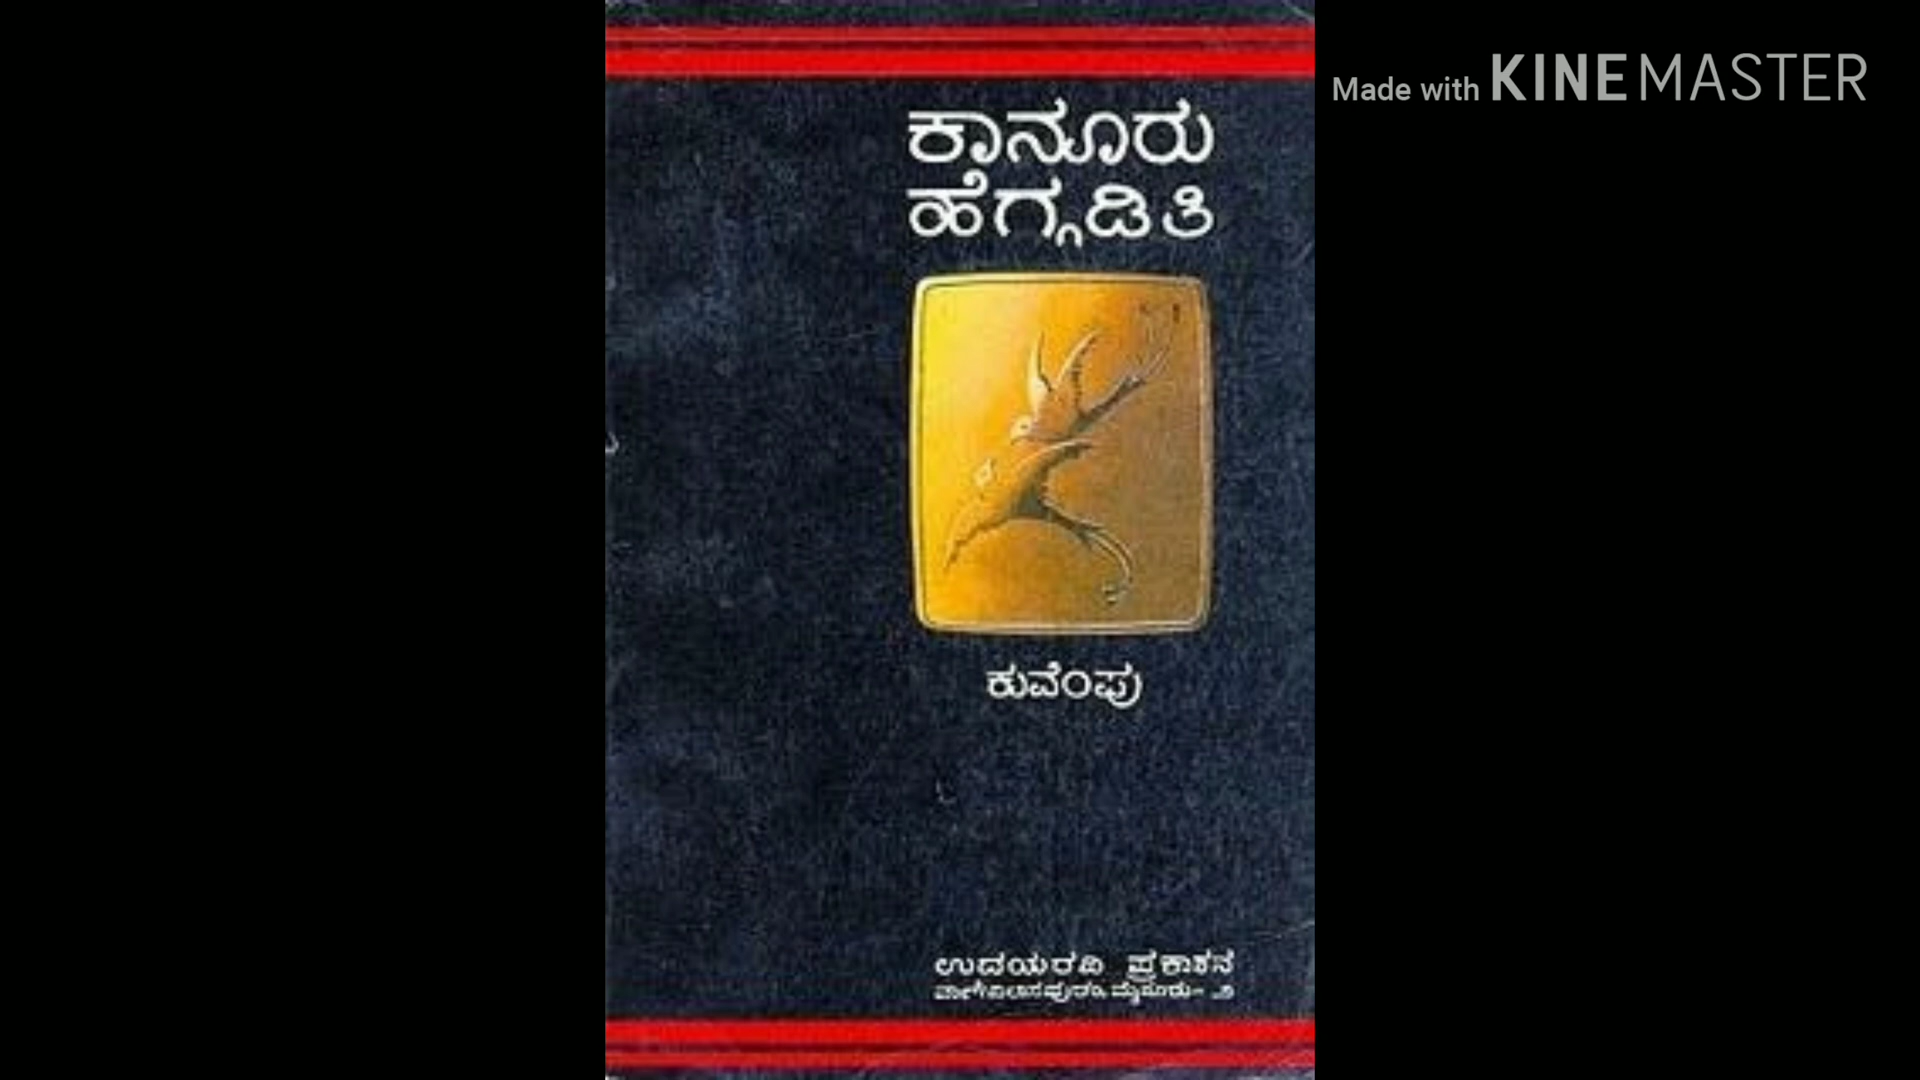 Made with KINEMASTER
ಕಾನೂರು
ಹೆಗ್ಗಡಿತಿ
ಕುವೆಂಪು
ಉದಯರವಿ ಪ್ರಕಾಶನ